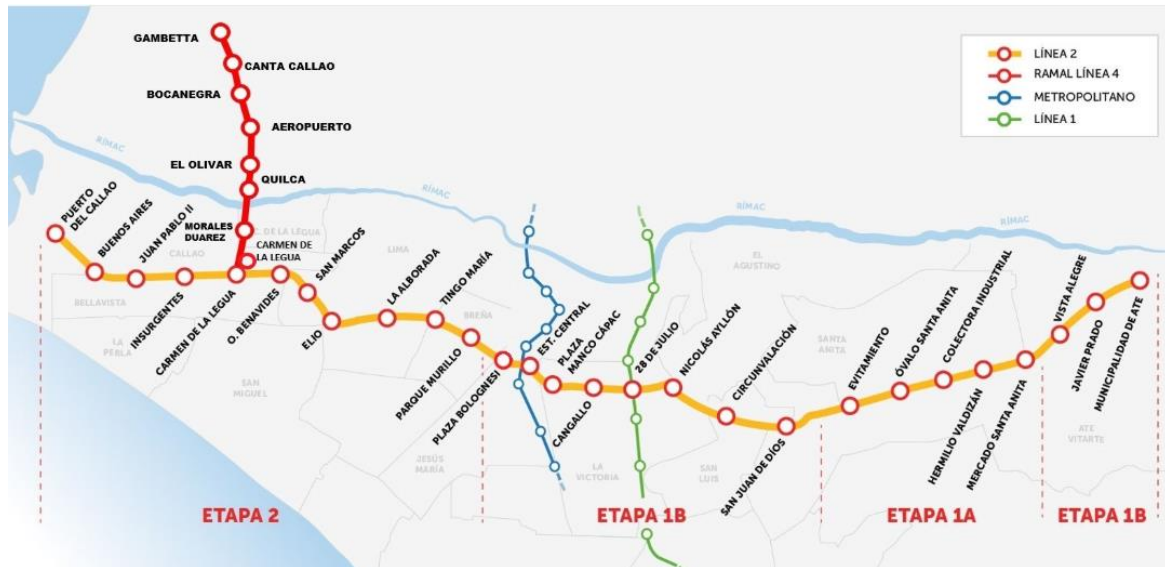 GAMBETTA
CANTA CALLAO
BOCANEGRA
AEROPUERTO
EL OLIVAR
QUILCA
MORALES
DUAREZ
C. DE LA LÉGUA
CARMEN DE
LA LEGUA
LÍNEA 2
RAMAL LÍNEA 4
METROPOLITANO
LÍNEA 1
RÍMAC
RÍMAC
RÍMAC
RÍMAC
PUERTO
DEL CALLAO
BUENOS AIRES
JUAN PABLO II
INSURGENTES
CARMEN DE LA LEGUA
O. BENAVIDES
SAN MARCOS
ELIO
LA ALBORADA
TINGO MARÍA
PARQUE MURILLO
PLAZA BOLOGNESI
EST. CENTRAL
PLAZA
MANCO CÁPAC
CANGALLO
28 DE JULIO
NICOLÁS AYLLÓN
CIRCUNVALACIÓN
SAN JUAN DE DÍOS
EVITAMIENTO
ÓVALO SANTA ANITA
COLECTORA INDUSTRIAL
HERMILIO VALDIZÁN
MERCADO SANTA ANITA
VISTA ALEGRE
JAVIER PRADO
MUNICIPALIDAD DE ATE
CALLAO
BELLAVISTA
LA
PERLA
SAN
MIGUEL
LIMA
BREÑA
JESÚS
MARÍA
LA
VICTORIA
SAN
LUIS
EL
AGUSTINO
SANTA
ANITA
ATE
VITARTE
ETAPA 2
ETAPA 1B
ETAPA 1A
ETAPA 1B